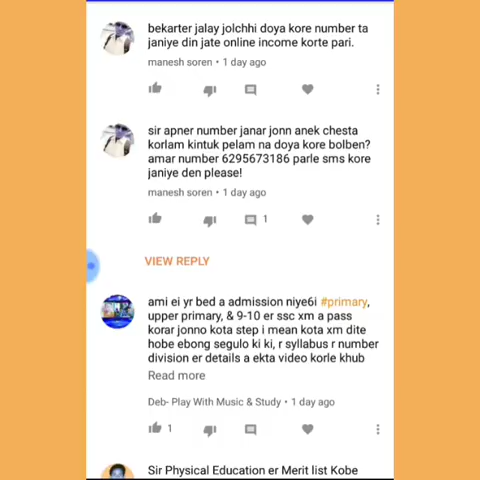 bekarter jalay jolchhi doya kore number ta
janiye din jate online income korte pari.
manesh soren • 1 day ago
sir apner number janar jonn anek chesta
korlam kintuk pelam na doya kore bolben?
amar number 6295673186 parle sms kore
janiye den please!
manesh soren • 1 day ago
1
VIEW REPLY
ami ei yr bed a admission niye6i #primary,
upper primary, & 9-10 er ssc xm a pass
korar jonno kota step i mean kota xm dite
hobe ebong segulo ki ki, r syllabus r number
division er details a ekta video korle khub
Read more
Deb- Play With Music & Study • 1 day ago
1
Sir Physical Education er Merit list Kobe